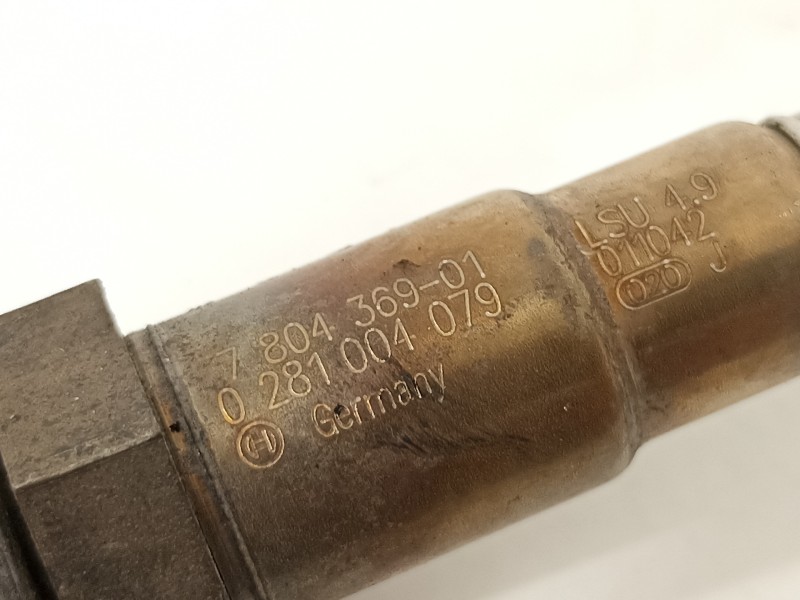 7 804 369-01
0 281 004 079
H Germany
LSU 4.9
011042
020 J